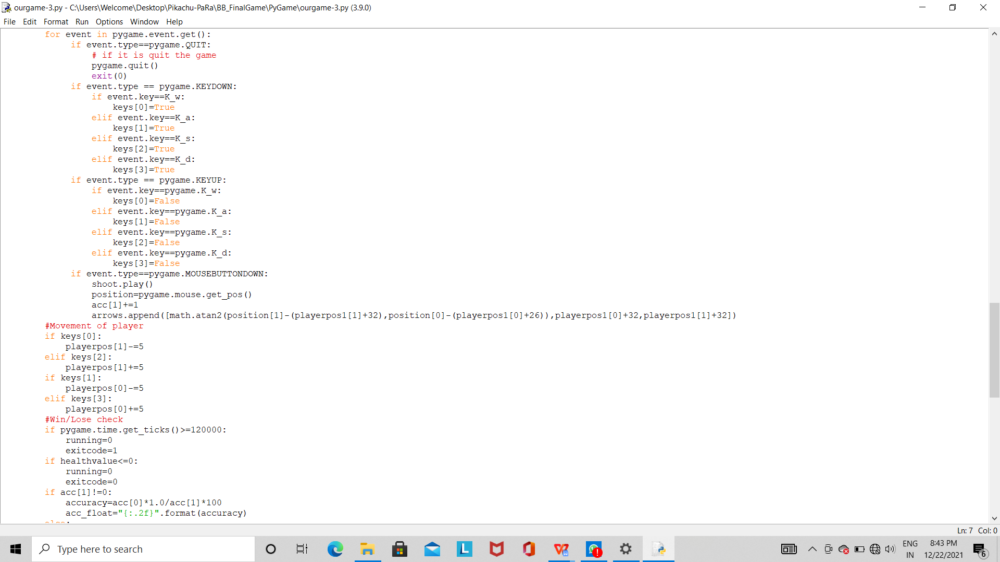 ourgame-3.py - C:\Users\Welcome\Desktop\Pikachu-PaRa\BB_FinalGame\PyGame\ourgame-3.py (3.9.0)
File Edit Format Run Options Window Help
for event in pygame.event.get():
if event.type==pygame.QUIT:
# if it is quit the game
pygame.quit()
exit(0)
if event.type == pygame.KEYDOWN:
if event.key==K_w:
keys[0]=True
elif event.key==K_a:
keys[1]=True
elif event.key==K_s:
keys[2]=True
elif event.key==K_d:
keys[3]=True
if event.type == pygame.KEYUP:
if event.key==pygame.K_w:
keys[0]=False
elif event.key==pygame.K_a:
keys[1]=False
elif event.key==pygame.K_s:
keys[2]=False
elif event.key==pygame.K_d:
keys[3]=False
if event.type==pygame.MOUSEBUTTONDOWN:
shoot.play()
position=pygame.mouse.get_pos()
acc[1]+=1
arrows.append([math.atan2(position[1]-(playerpos1[1]+32),position[0]-(playerpos1[0]+26)),playerpos1[0]+32,playerpos1[1]+32])
#Movement of player
if keys[0]:
playerpos[1]-=5
elif keys[2]:
playerpos[1]+=5
if keys[1]:
playerpos[0]-=5
elif keys[3]:
playerpos[0]+=5
#Win/Lose check
if pygame.time.get_ticks()>=120000:
running=0
exitcode=1
if healthvalue<=0:
running=0
exitcode=0
if acc[1]!=0:
accuracy=acc[0]*1.0/acc[1]*100
acc_float="{:.2f}".format(accuracy)
else:
Ln: 7 Col: 0
Type here to search
L
W
ENG
IN
8:43 PM
12/22/2021
6